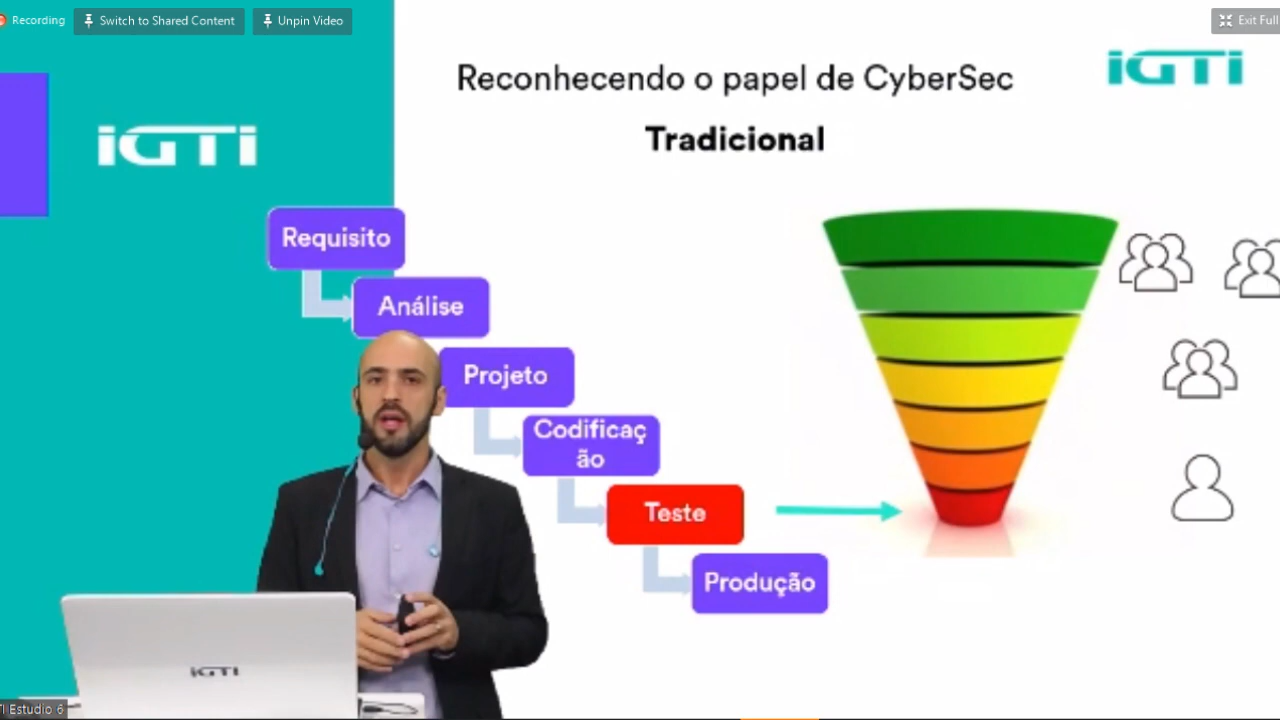 Recording
Switch to Shared Content
Unpin Video
Exit Full
iGTi
iGTi
Reconhecendo o papel de CyberSec
Tradicional
Requisito
Análise
Projeto
Codificaç
ão
Teste
Produção
iGTi
Estudio 6